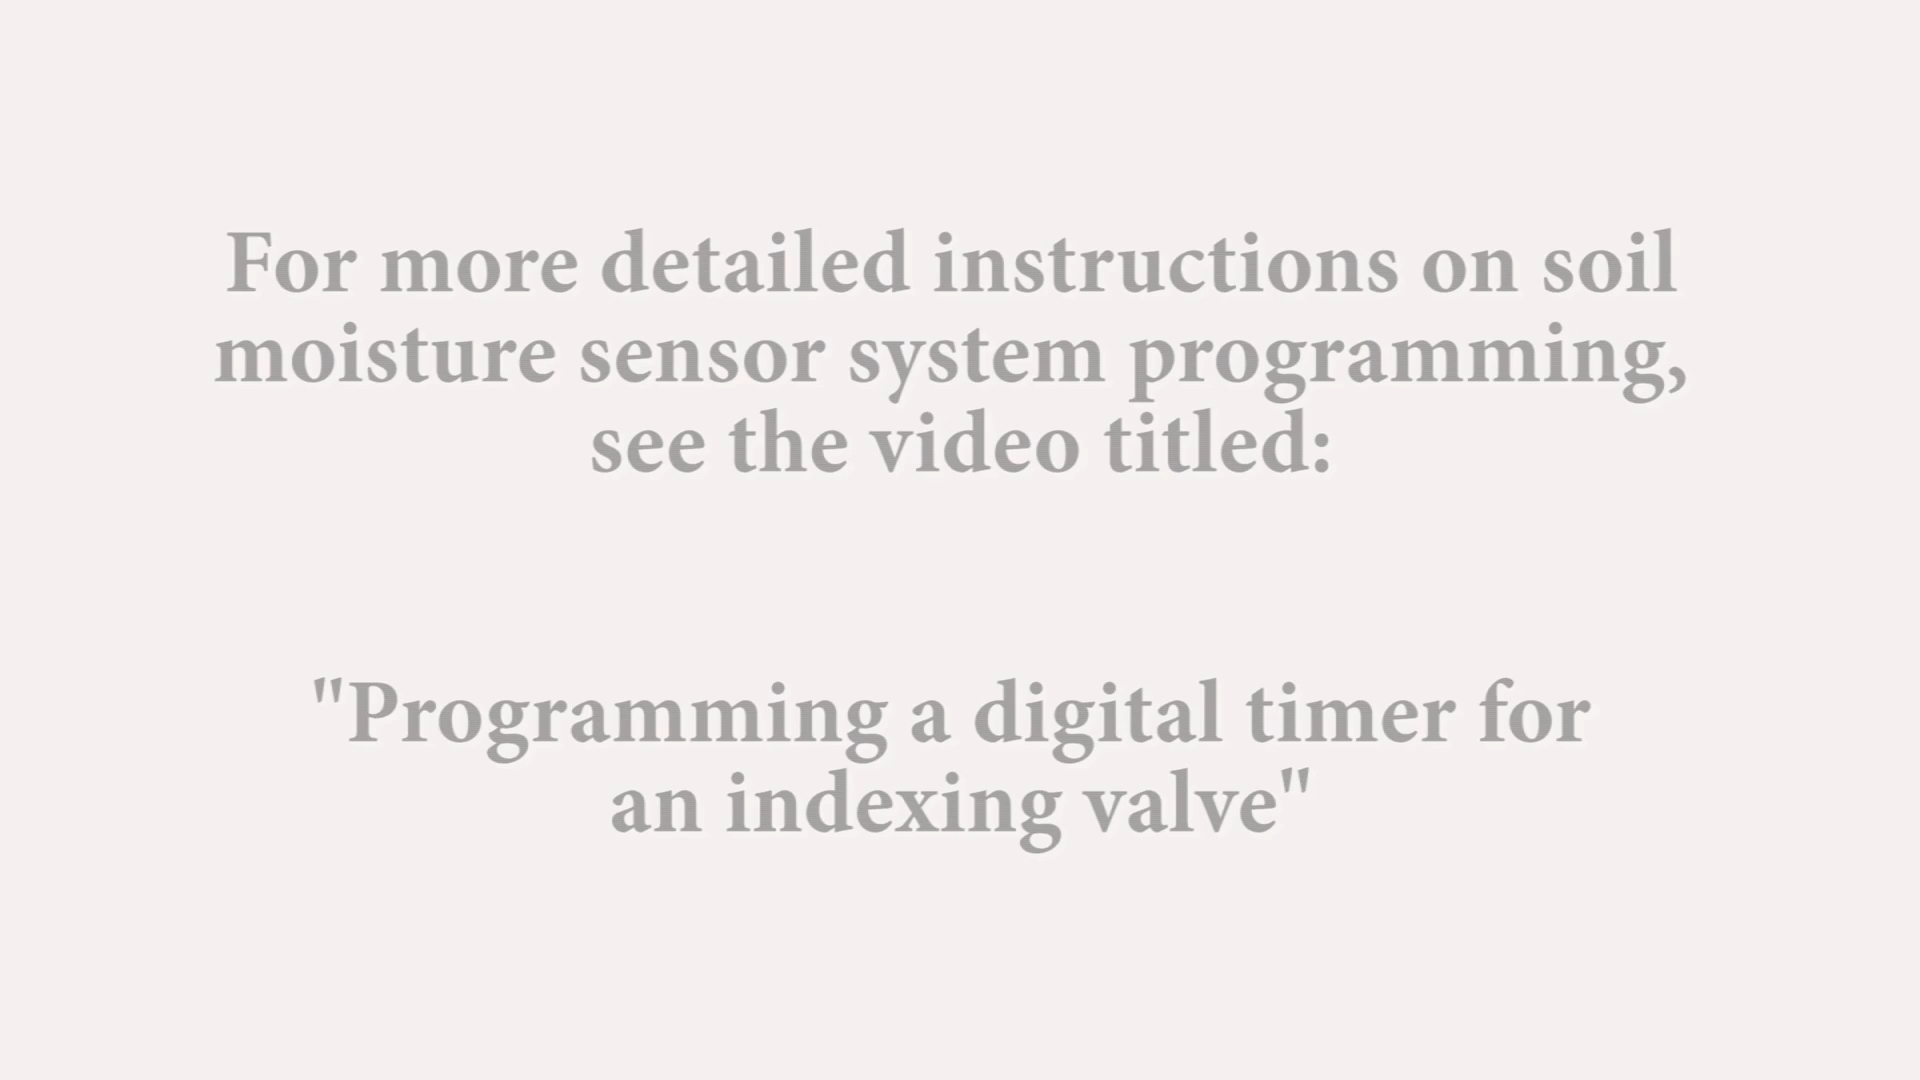 For more detailed instructions on soil
moisture sensor system programming,
see the video titled:
"Programming a digital timer for
an indexing valve"